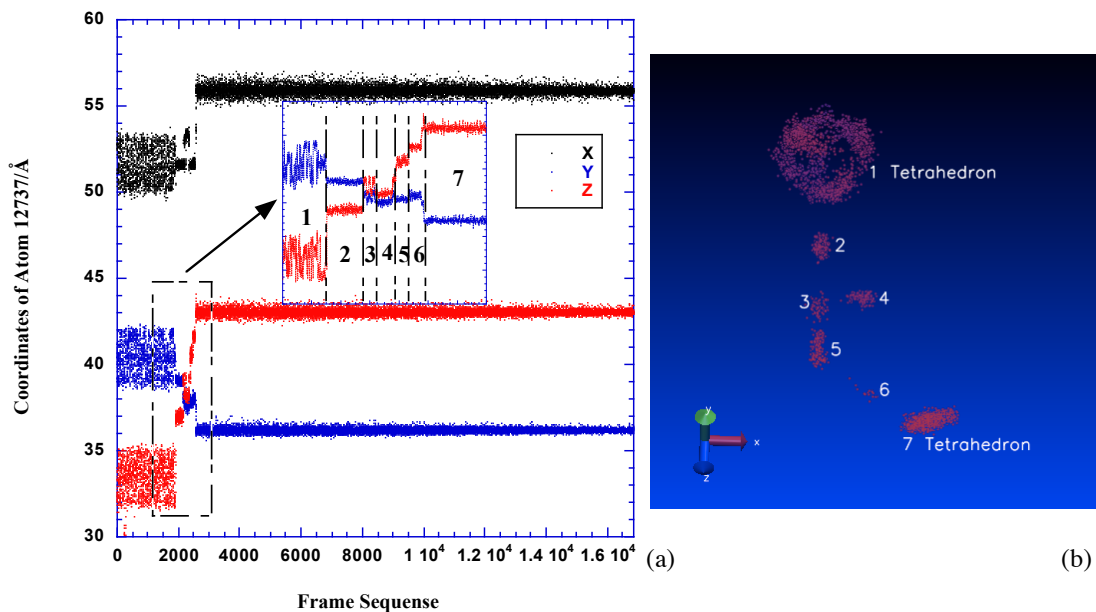 60
55
50
45
40
35
30
Coordinates of Atom 12737/Å
0
2000
4000
6000
8000
1 10⁴
1.2 10⁴
1.4 10⁴
1.6 10⁴
Frame Sequense
X
Y
Z
1
2
3
4
5
6
7
(a)
1 Tetrahedron
2
3
4
5
6
7 Tetrahedron
y
x
z
(b)